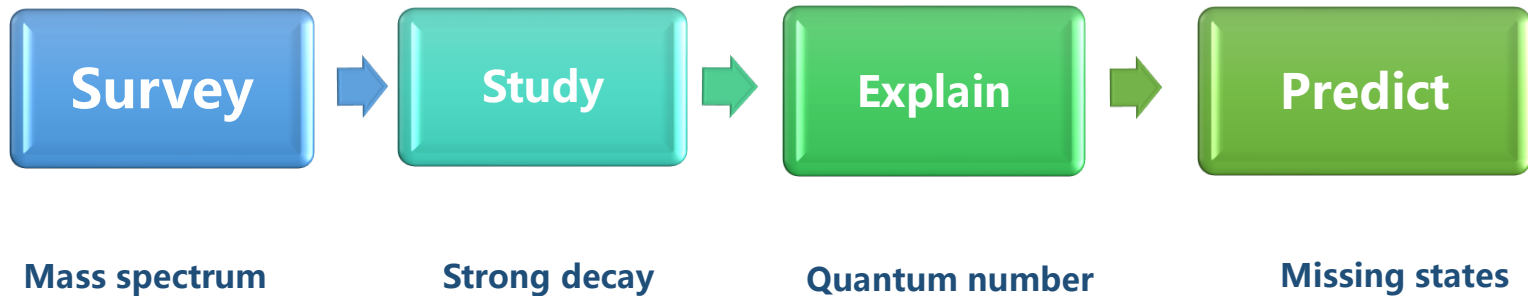 Survey
Study
Explain
Predict
Mass spectrum
Strong decay
Quantum number
Missing states